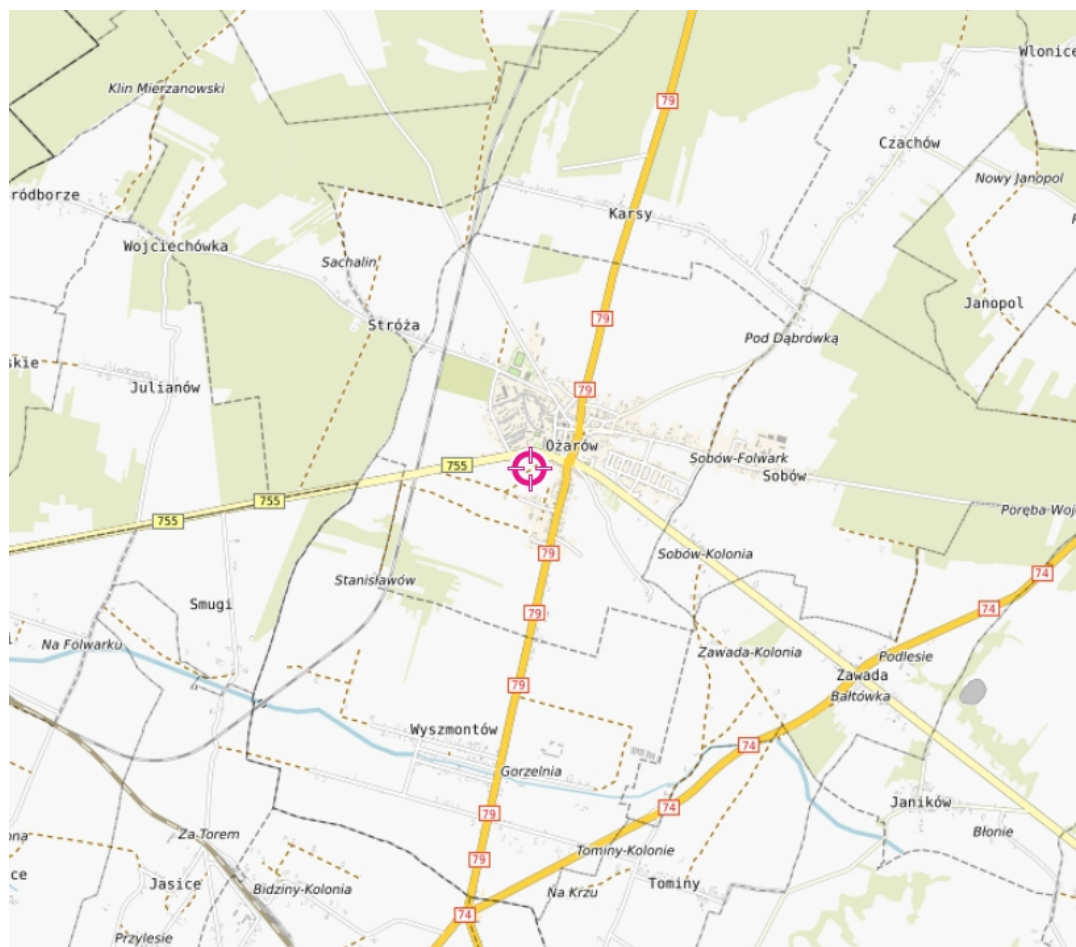 Wlonice
79
Klin Mierzanowski
Czachów
Nowy Janopol
ródborze
Karsy
Wojciechówka
Sachalin
Janopol
79
Stróża
Pod Dąbrówką
skie
Julianów
79
Ożarów
755
Sobów-Folwark
Sobów
755
Poręba Woj
755
79
Sobów-Kolonia
74
Stanisławów
Smugi
79
74
Na Folwarku
Zawada-Kolonia
Podlesie
79
Zawada
Bałtówka
Wyszmontów
74
Gorzelnia
74
Janików
79
Za Torem
Błonie
Tominy-Kolonie
79
ce
Jasice
Bidziny-Kolonia
Na Krzu
Tominy
74
Przylesie